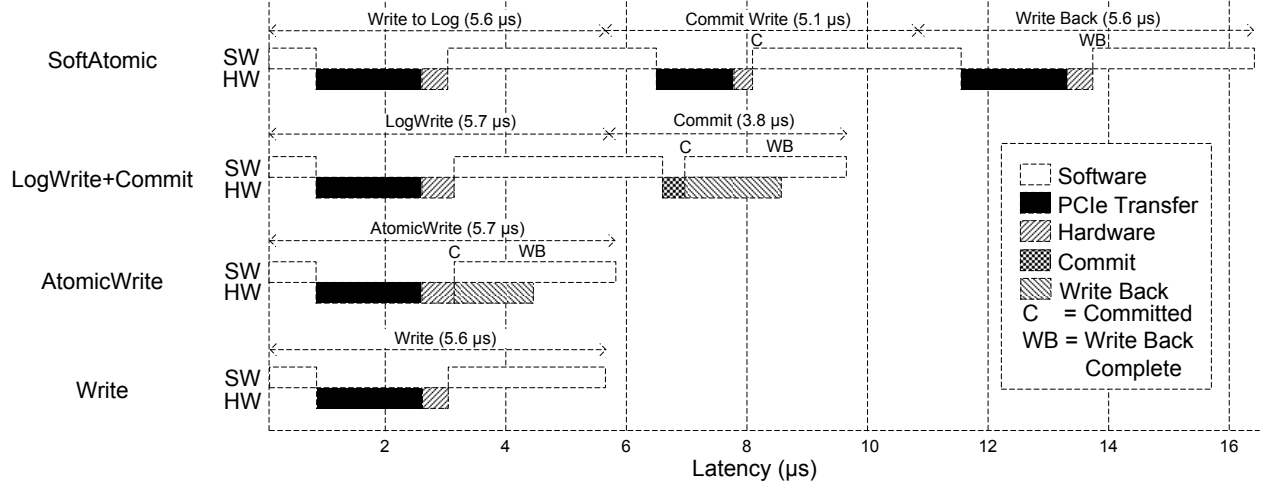 Write to Log (5.6 µs) Commit Write (5.1 µs) Write Back (5.6 µs)
C WB
SoftAtomic SW
HW
LogWrite (5.7 µs) Commit (3.8 µs)
C WB
LogWrite+Commit SW
HW
AtomicWrite (5.7 µs)
C WB
AtomicWrite SW
HW
Write (5.6 µs)
Write SW
HW
Software
PCIe Transfer
Hardware
Commit
Write Back
C = Committed
WB = Write Back
Complete
2 4 6 8 10 12 14 16
Latency (µs)